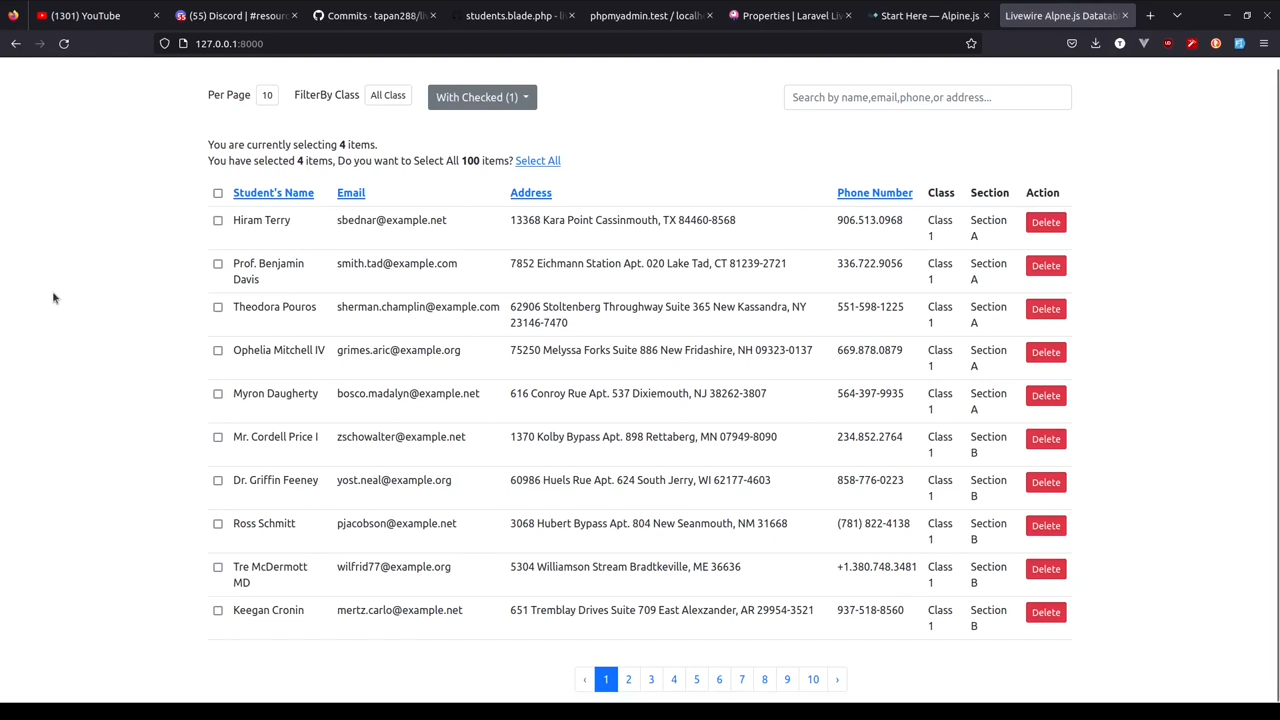 (1301) YouTube
(55) Discord | #resourc
Commits · tapan288/li
students.blade.php - li
phpmyadmin.test / localh
Properties | Laravel Liv
Start Here — Alpine.js
Livewire Alpne.js Datatab
127.0.0.1:8000
Per Page 10 FilterBy Class All Class With Checked (1) Search by name,email,phone,or address...
You are currently selecting 4 items.
You have selected 4 items, Do you want to Select All 100 items? Select All
Student's Name Email Address Phone Number Class Section Action
Hiram Terry sbednar@example.net 13368 Kara Point Cassinmouth, TX 84460-8568 906.513.0968 Class Section Delete
1 A
Prof. Benjamin smith.tad@example.com 7852 Eichmann Station Apt. 020 Lake Tad, CT 81239-2721 336.722.9056 Class Section Delete
Davis 1 A
Theodora Pouros sherman.champlin@example.com 62906 Stoltenberg Throughway Suite 365 New Kassandra, NY 551-598-1225 Class Section Delete
23146-7470 1 A
Ophelia Mitchell IV grimes.aric@example.org 75250 Melyssa Forks Suite 886 New Fridashire, NH 09323-0137 669.878.0879 Class Section Delete
1 A
Myron Daugherty bosco.madalyn@example.net 616 Conroy Rue Apt. 537 Dixiemouth, NJ 38262-3807 564-397-9935 Class Section Delete
1 A
Mr. Cordell Price I zschowalter@example.net 1370 Kolby Bypass Apt. 898 Rettaberg, MN 07949-8090 234.852.2764 Class Section Delete
1 B
Dr. Griffin Feeney yost.neal@example.org 60986 Huels Rue Apt. 624 South Jerry, WI 62177-4603 858-776-0223 Class Section Delete
1 B
Ross Schmitt pjacobson@example.net 3068 Hubert Bypass Apt. 804 New Seanmouth, NM 31668 (781) 822-4138 Class Section Delete
1 B
Tre McDermott wilfrid77@example.org 5304 Williamson Stream Bradtkeville, ME 36636 +1.380.748.3481 Class Section Delete
MD 1 B
Keegan Cronin mertz.carlo@example.net 651 Tremblay Drives Suite 709 East Alexzander, AR 29954-3521 937-518-8560 Class Section Delete
1 B
‹ 1 2 3 4 5 6 7 8 9 10 ›